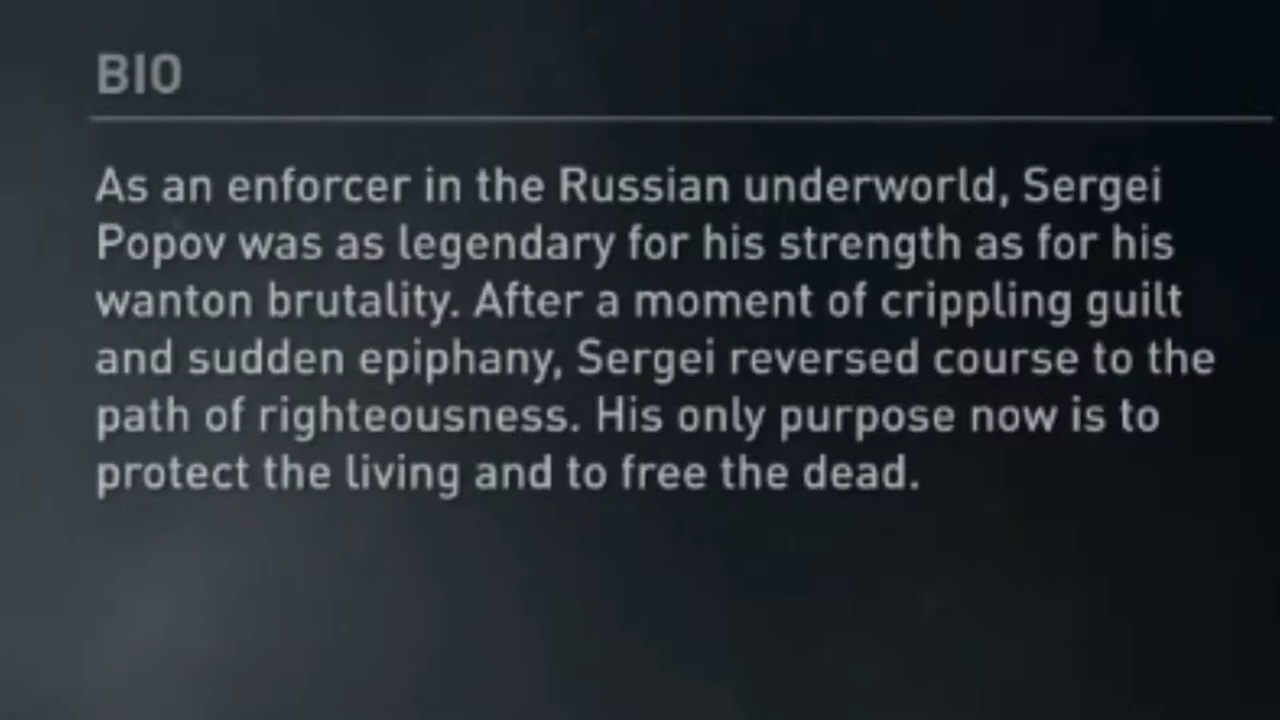 BIO
As an enforcer in the Russian underworld, Sergei
Popov was as legendary for his strength as for his
wanton brutality. After a moment of crippling guilt
and sudden epiphany, Sergei reversed course to the
path of righteousness. His only purpose now is to
protect the living and to free the dead.